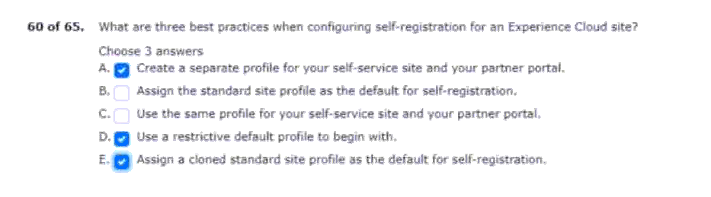 60 of 65. What are three best practices when configuring self-registration for an Experience Cloud site?
Choose 3 answers
A. Create a separate profile for your self-service site and your partner portal.
B. Assign the standard site profile as the default for self-registration.
C. Use the same profile for your self-service site and your partner portal.
D. Use a restrictive default profile to begin with.
E. Assign a cloned standard site profile as the default for self-registration.